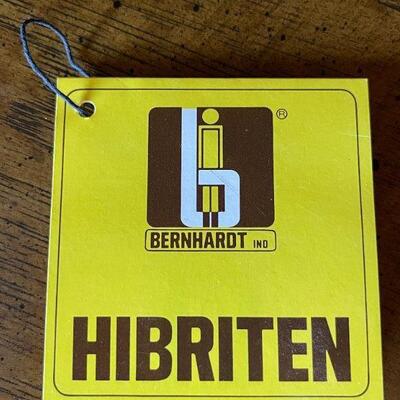 ®
BERNHARDT IND
HIBRITEN